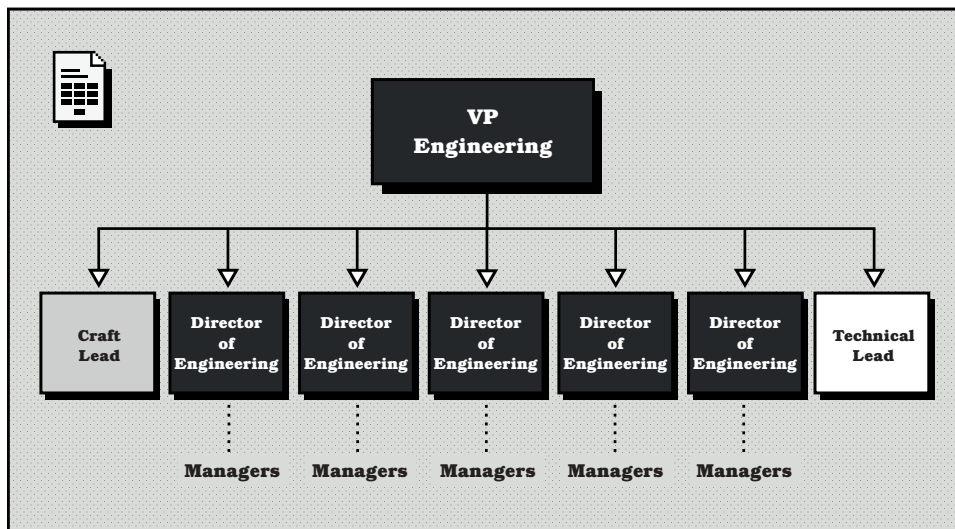 VP
Engineering
Craft
Lead
Director
of
Engineering
Director
of
Engineering
Director
of
Engineering
Director
of
Engineering
Director
of
Engineering
Technical
Lead
Managers
Managers
Managers
Managers
Managers